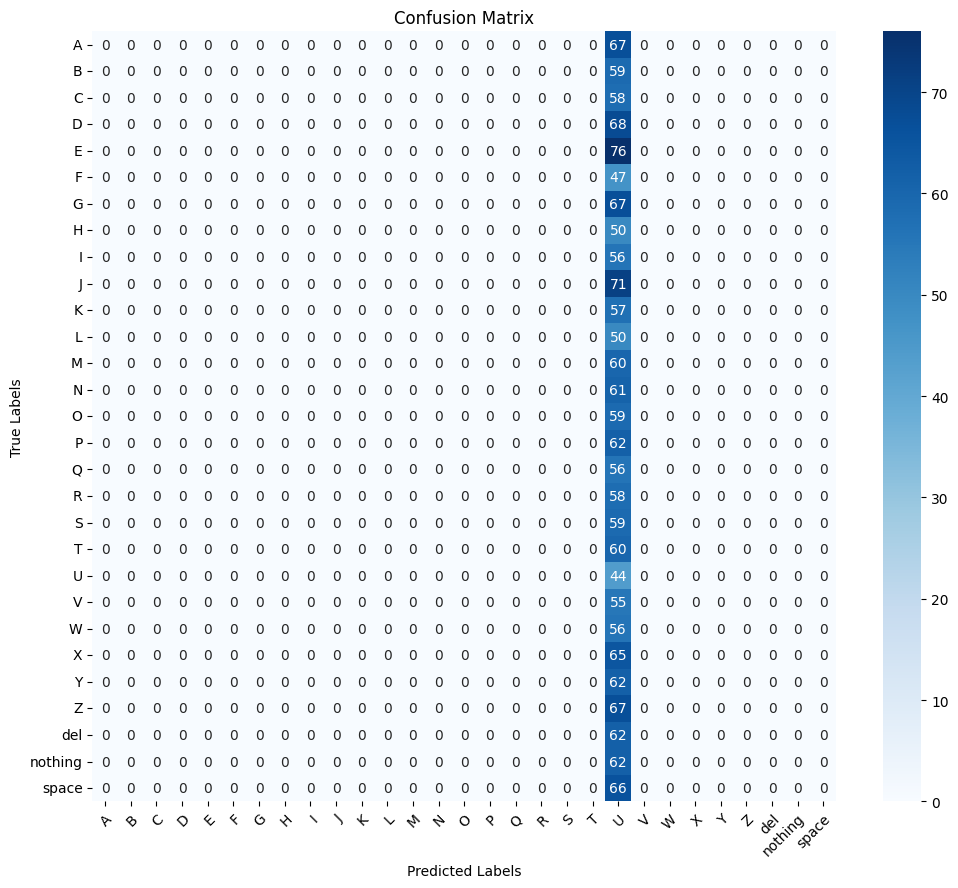 Confusion Matrix
True Labels
A 0 0 0 0 0 0 0 0 0 0 0 0 0 0 0 0 0 0 0 0 67 0 0 0 0 0 0 0 0
B 0 0 0 0 0 0 0 0 0 0 0 0 0 0 0 0 0 0 0 0 59 0 0 0 0 0 0 0 0
C 0 0 0 0 0 0 0 0 0 0 0 0 0 0 0 0 0 0 0 0 58 0 0 0 0 0 0 0 0
D 0 0 0 0 0 0 0 0 0 0 0 0 0 0 0 0 0 0 0 0 68 0 0 0 0 0 0 0 0
E 0 0 0 0 0 0 0 0 0 0 0 0 0 0 0 0 0 0 0 0 76 0 0 0 0 0 0 0 0
F 0 0 0 0 0 0 0 0 0 0 0 0 0 0 0 0 0 0 0 0 47 0 0 0 0 0 0 0 0
G 0 0 0 0 0 0 0 0 0 0 0 0 0 0 0 0 0 0 0 0 67 0 0 0 0 0 0 0 0
H 0 0 0 0 0 0 0 0 0 0 0 0 0 0 0 0 0 0 0 0 50 0 0 0 0 0 0 0 0
I 0 0 0 0 0 0 0 0 0 0 0 0 0 0 0 0 0 0 0 0 56 0 0 0 0 0 0 0 0
J 0 0 0 0 0 0 0 0 0 0 0 0 0 0 0 0 0 0 0 0 71 0 0 0 0 0 0 0 0
K 0 0 0 0 0 0 0 0 0 0 0 0 0 0 0 0 0 0 0 0 57 0 0 0 0 0 0 0 0
L 0 0 0 0 0 0 0 0 0 0 0 0 0 0 0 0 0 0 0 0 50 0 0 0 0 0 0 0 0
M 0 0 0 0 0 0 0 0 0 0 0 0 0 0 0 0 0 0 0 0 60 0 0 0 0 0 0 0 0
N 0 0 0 0 0 0 0 0 0 0 0 0 0 0 0 0 0 0 0 0 61 0 0 0 0 0 0 0 0
O 0 0 0 0 0 0 0 0 0 0 0 0 0 0 0 0 0 0 0 0 59 0 0 0 0 0 0 0 0
P 0 0 0 0 0 0 0 0 0 0 0 0 0 0 0 0 0 0 0 0 62 0 0 0 0 0 0 0 0
Q 0 0 0 0 0 0 0 0 0 0 0 0 0 0 0 0 0 0 0 0 56 0 0 0 0 0 0 0 0
R 0 0 0 0 0 0 0 0 0 0 0 0 0 0 0 0 0 0 0 0 58 0 0 0 0 0 0 0 0
S 0 0 0 0 0 0 0 0 0 0 0 0 0 0 0 0 0 0 0 0 59 0 0 0 0 0 0 0 0
T 0 0 0 0 0 0 0 0 0 0 0 0 0 0 0 0 0 0 0 0 60 0 0 0 0 0 0 0 0
U 0 0 0 0 0 0 0 0 0 0 0 0 0 0 0 0 0 0 0 0 44 0 0 0 0 0 0 0 0
V 0 0 0 0 0 0 0 0 0 0 0 0 0 0 0 0 0 0 0 0 55 0 0 0 0 0 0 0 0
W 0 0 0 0 0 0 0 0 0 0 0 0 0 0 0 0 0 0 0 0 56 0 0 0 0 0 0 0 0
X 0 0 0 0 0 0 0 0 0 0 0 0 0 0 0 0 0 0 0 0 65 0 0 0 0 0 0 0 0
Y 0 0 0 0 0 0 0 0 0 0 0 0 0 0 0 0 0 0 0 0 62 0 0 0 0 0 0 0 0
Z 0 0 0 0 0 0 0 0 0 0 0 0 0 0 0 0 0 0 0 0 67 0 0 0 0 0 0 0 0
del 0 0 0 0 0 0 0 0 0 0 0 0 0 0 0 0 0 0 0 0 62 0 0 0 0 0 0 0 0
nothing 0 0 0 0 0 0 0 0 0 0 0 0 0 0 0 0 0 0 0 0 62 0 0 0 0 0 0 0 0
space 0 0 0 0 0 0 0 0 0 0 0 0 0 0 0 0 0 0 0 0 66 0 0 0 0 0 0 0 0
A B C D E F G H I J K L M N O P Q R S T U V W X Y Z del nothing space
Predicted Labels
70
60
50
40
30
20
10
0